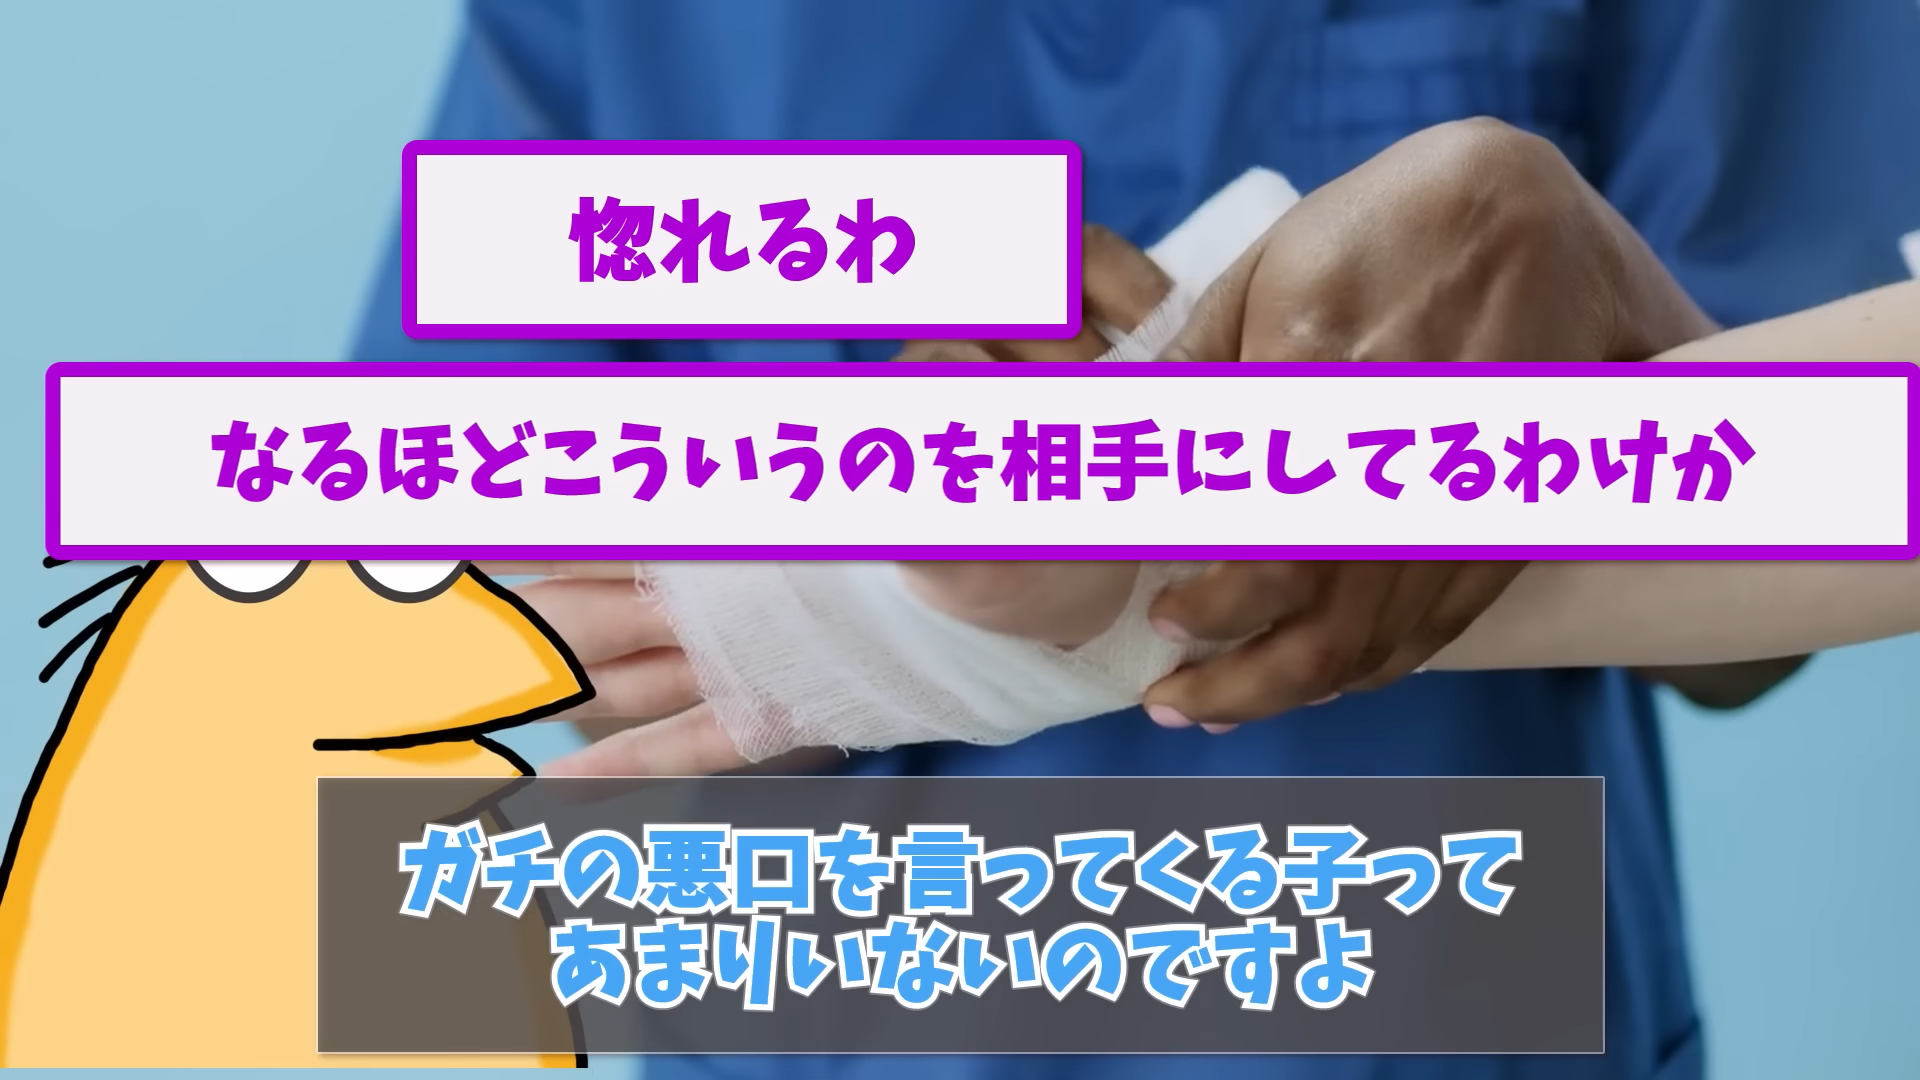 惚れるわ
なるほどこういうのを相手にしてるわけか
ガチの悪口を言ってくる子って
あまりいないのですよ